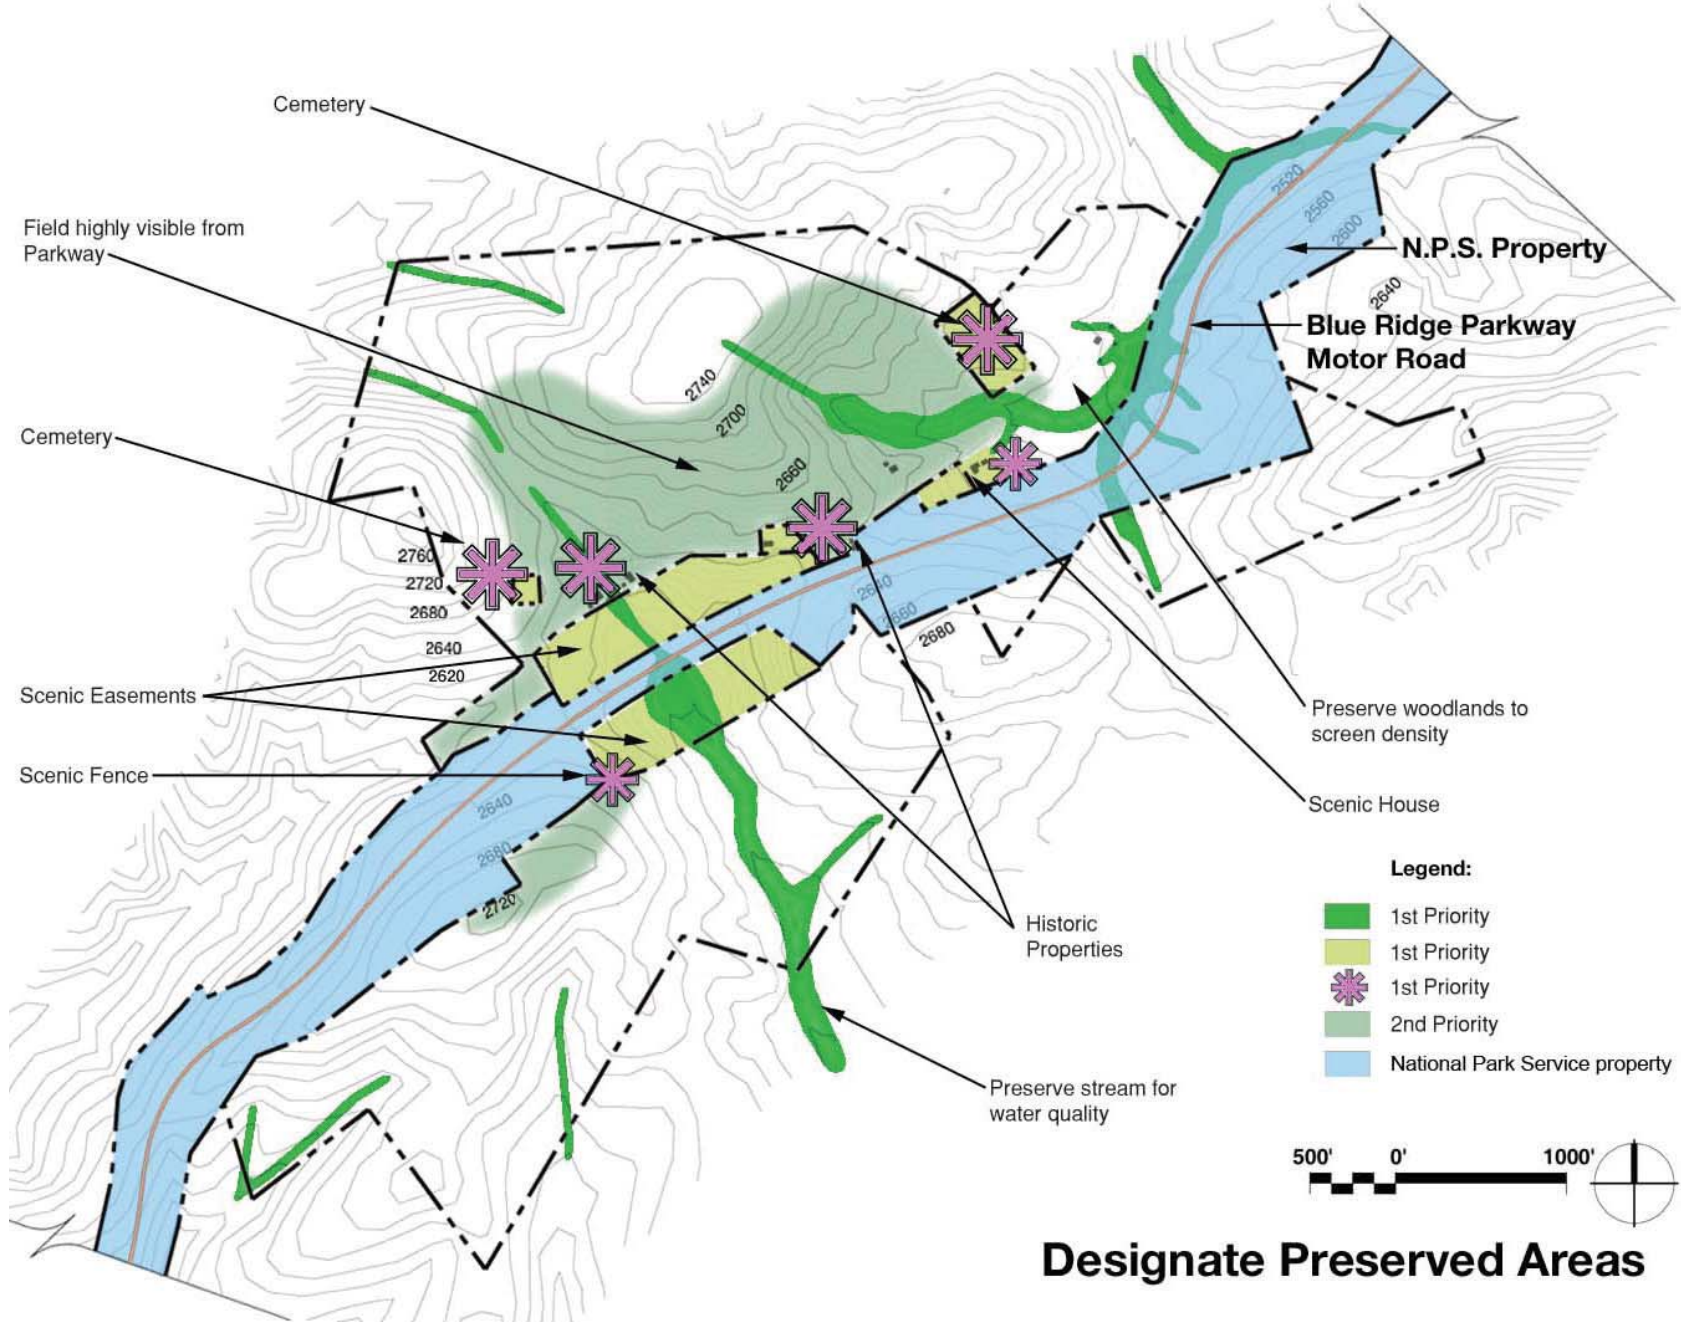 Cemetery
Field highly visible from
Parkway
Cemetery
Scenic Easements
Scenic Fence
N.P.S. Property
Blue Ridge Parkway
Motor Road
2520
2560
2600
2640
2740
2700
2660
2760
2720
2680
2640
2620
2640
2660
2680
2640
2680
2720
Preserve woodlands to
screen density
Scenic House
Historic
Properties
Preserve stream for
water quality
Legend:
1st Priority
1st Priority
1st Priority
2nd Priority
National Park Service property
500' 0' 1000'
Designate Preserved Areas